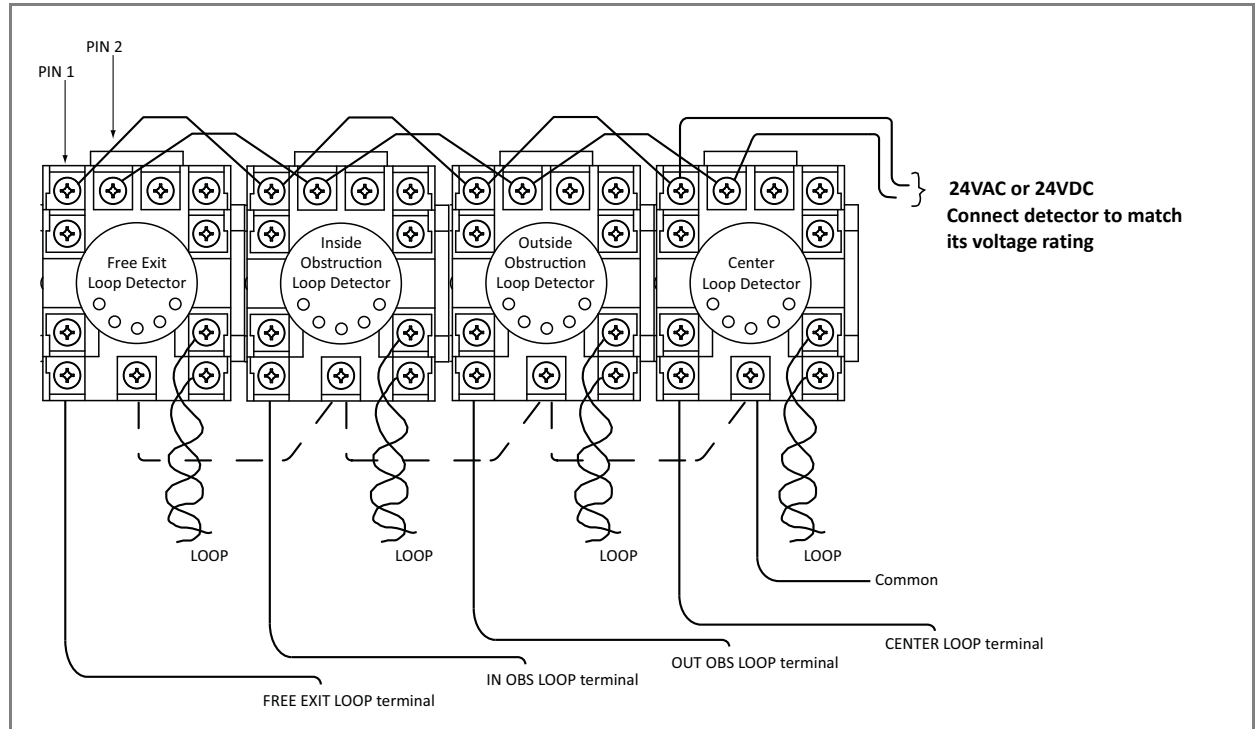 PIN 2
PIN 1
24VAC or 24VDC
Connect detector to match
its voltage rating
Free Exit
Loop Detector
Inside
Obstruction
Loop Detector
Outside
Obstruction
Loop Detector
Center
Loop Detector
LOOP
LOOP
LOOP
LOOP
Common
CENTER LOOP terminal
OUT OBS LOOP terminal
IN OBS LOOP terminal
FREE EXIT LOOP terminal